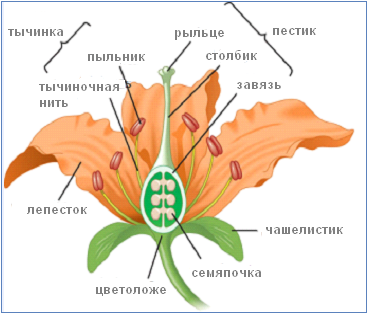 тычинка
рыльце
пестик
пыльник
столбик
тычиночная
нить
завязь
лепесток
чашелистик
семяпочка
цветоложе